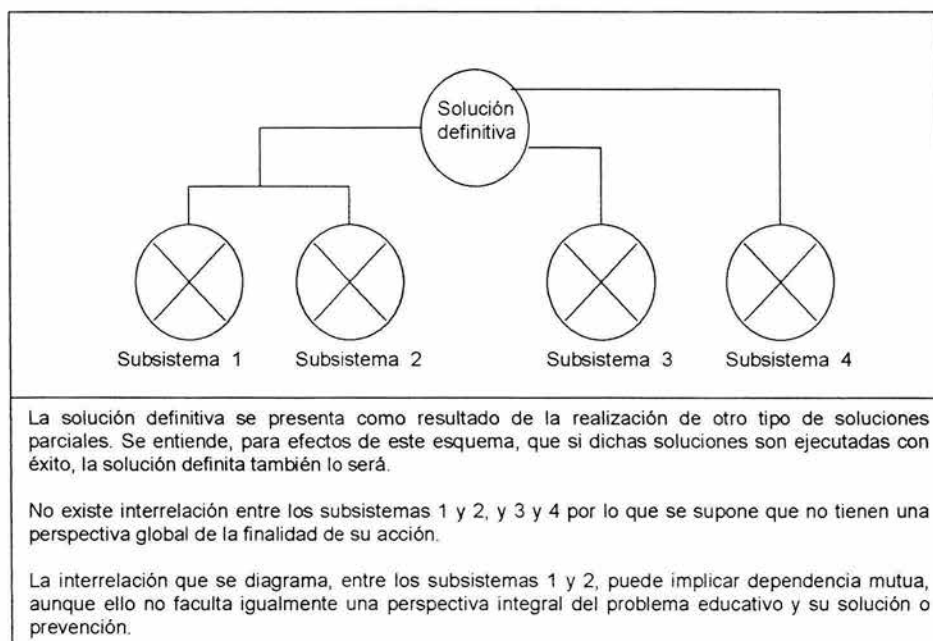 Solución
definitiva
Subsistema 1 Subsistema 2 Subsistema 3 Subsistema 4
La solución definitiva se presenta como resultado de la realización de otro tipo de soluciones
parciales. Se entiende, para efectos de este esquema, que si dichas soluciones son ejecutadas con
éxito, la solución definita también lo será.
No existe interrelación entre los subsistemas 1 y 2, y 3 y 4 por lo que se supone que no tienen una
perspectiva global de la finalidad de su acción.
La interrelación que se diagrama, entre los subsistemas 1 y 2, puede implicar dependencia mutua,
aunque ello no faculta igualmente una perspectiva integral del problema educativo y su solución o
prevención.